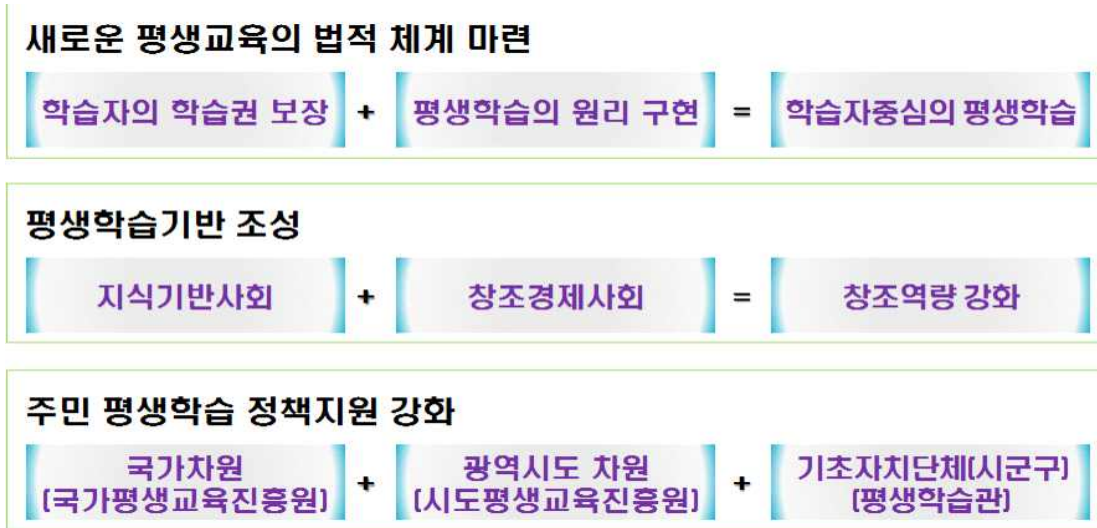 새로운 평생교육의 법적 체계 마련
학습자의 학습권 보장 + 평생학습의 원리 구현 = 학습자중심의 평생학습
평생학습기반 조성
지식기반사회 + 창조경제사회 = 창조역량 강화
주민 평생학습 정책지원 강화
국가차원 + 광역시도 차원 + 기초자치단체(시군구)
(국가평생교육진흥원) (시도평생교육진흥원) (평생학습관)